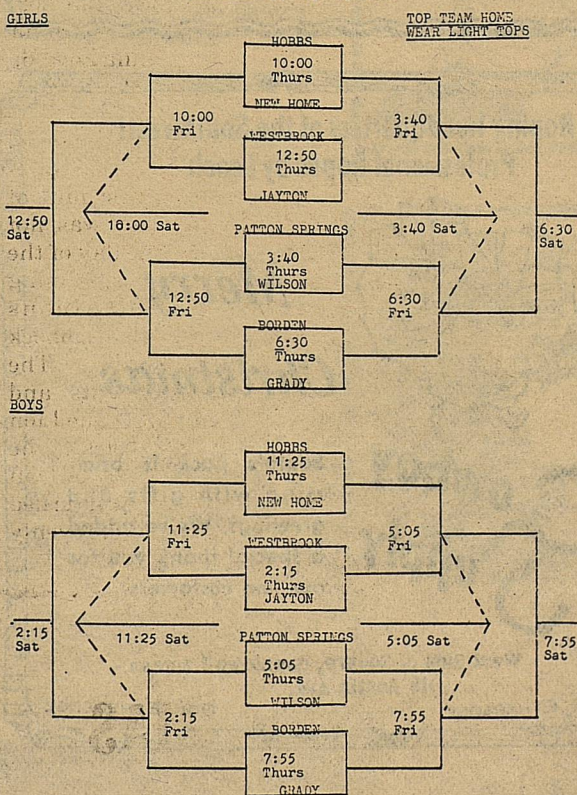 GIRLS
TOP TEAM HOME
WEAR LIGHT TOPS
HOBBS
10:00
Thurs
NEW HOME
10:00
Fri
3:40
Fri
WESTBROOK
12:50
Thurs
JAYTON
12:50
Sat
10:00 Sat
PATTON SPRINGS
3:40 Sat
6:30
Sat
3:40
Thurs
WILSON
12:50
Fri
6:30
Fri
BORDEN
6:30
Thurs
GRADY
BOYS
HOBBS
11:25
Thurs
NEW HOME
11:25
Fri
5:05
Fri
WESTBROOK
2:15
Thurs
JAYTON
2:15
Sat
11:25 Sat
PATTON SPRINGS
5:05 Sat
7:55
Sat
5:05
Thurs
WILSON
2:15
Fri
7:55
Fri
BORDEN
7:55
Thurs
GRADY